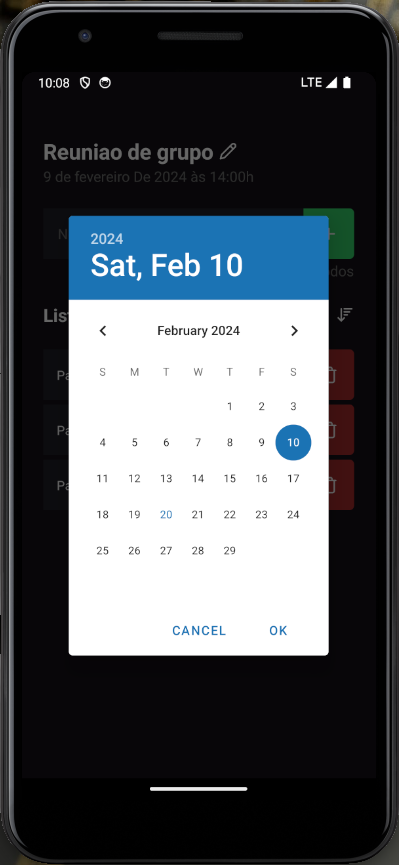 10:08 LTE
Reuniao de grupo
9 de fevereiro De 2024 às 14:00h
N +
2024
Sat, Feb 10
dos
February 2024
Lis
S M T W T F S
Pa
1 2 3
4 5 6 7 8 9 10
Pa
11 12 13 14 15 16 17
Pa
18 19 20 21 22 23 24
25 26 27 28 29
CANCEL OK